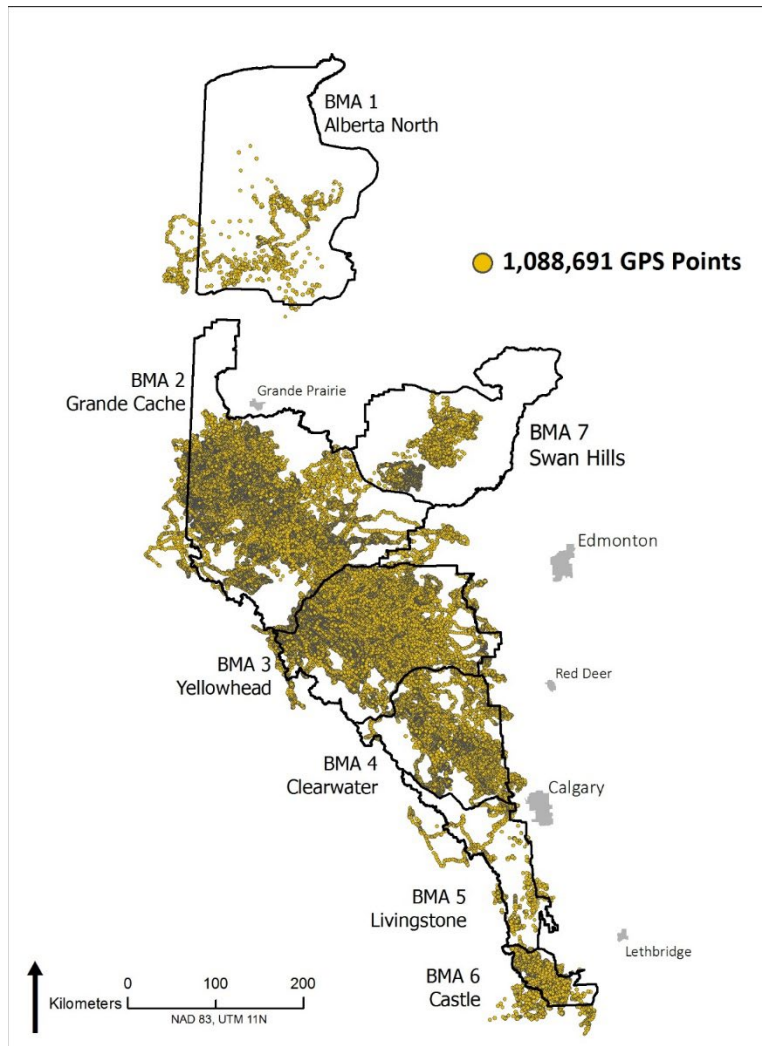 BMA 1
Alberta North
1,088,691 GPS Points
BMA 2
Grande Cache
Grande Prairie
BMA 7
Swan Hills
Edmonton
BMA 3
Yellowhead
Red Deer
BMA 4
Clearwater
Calgary
BMA 5
Livingstone
Lethbridge
BMA 6
Castle
0 100 200
Kilometers
NAD 83, UTM 11N